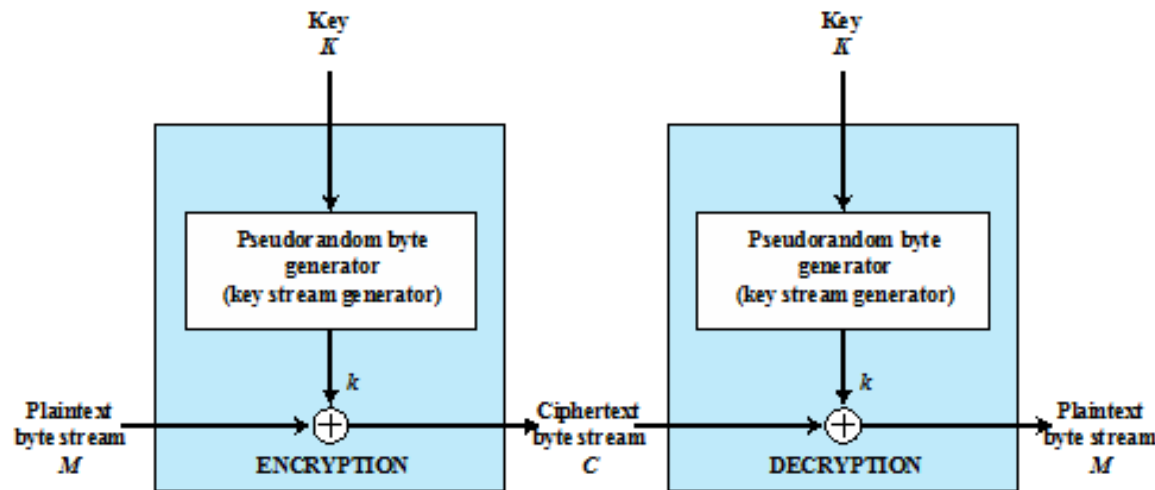 Key
K
Pseudorandom byte
generator
(key stream generator)
k
Plaintext
byte stream
M
ENCRYPTION
Ciphertext
byte stream
C
Key
K
Pseudorandom byte
generator
(key stream generator)
k
DECRYPTION
Plaintext
byte stream
M